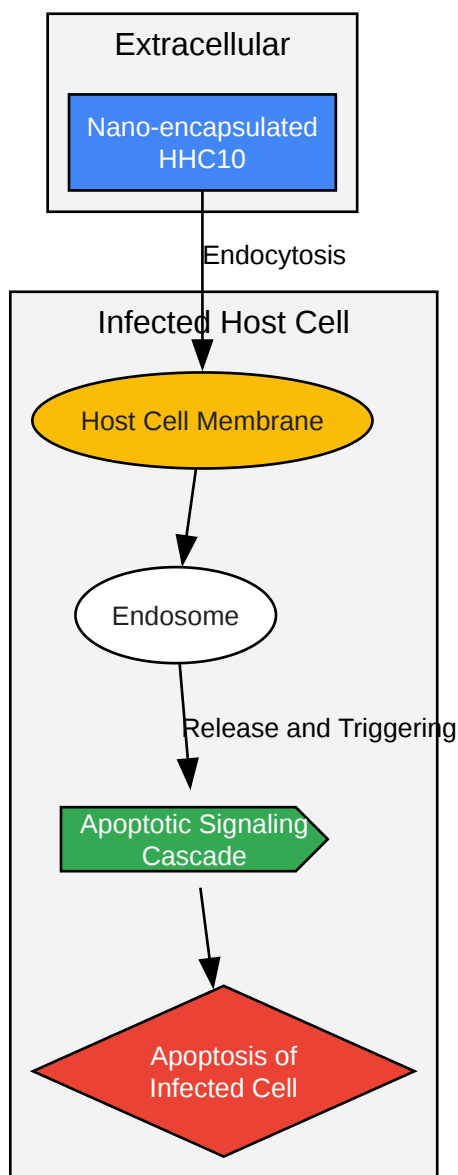 Extracellular
Nano-encapsulated
HHC10
Endocytosis
Infected Host Cell
Host Cell Membrane
Endosome
Release and Triggering
Apoptotic Signaling
Cascade
Apoptosis of
Infected Cell